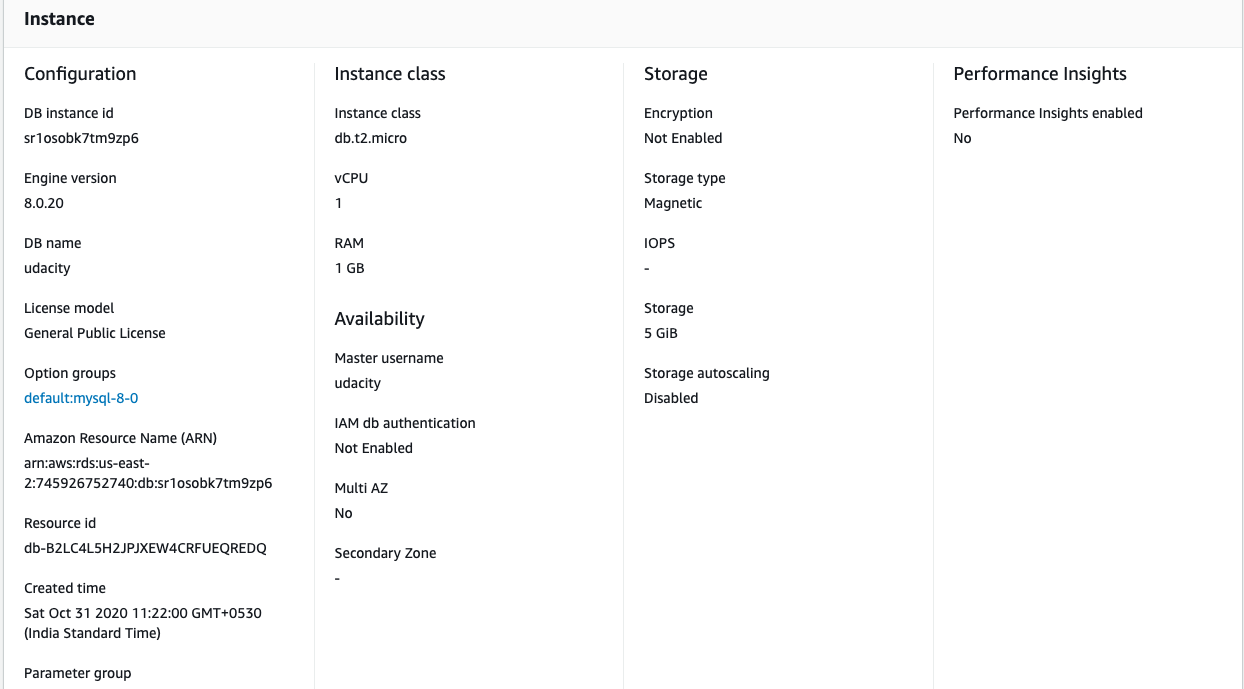 Instance
Configuration
DB instance id
sr1osobk7tm9zp6
Engine version
8.0.20
DB name
udacity
License model
General Public License
Option groups
default:mysql-8-0
Amazon Resource Name (ARN)
arn:aws:rds:us-east-
2:745926752740:db:sr1osobk7tm9zp6
Resource id
db-B2LC4L5H2JPJXEW4CRFUEQREDQ
Created time
Sat Oct 31 2020 11:22:00 GMT+0530
(India Standard Time)
Parameter group
Instance class
Instance class
db.t2.micro
vCPU
1
RAM
1 GB
Availability
Master username
udacity
IAM db authentication
Not Enabled
Multi AZ
No
Secondary Zone
-
Storage
Encryption
Not Enabled
Storage type
Magnetic
IOPS
-
Storage
5 GiB
Storage autoscaling
Disabled
Performance Insights
Performance Insights enabled
No